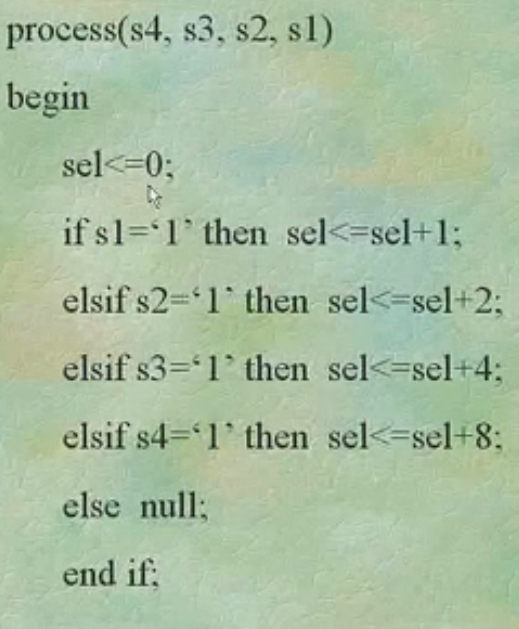 process(s4, s3, s2, s1)
begin
sel<=0;
if s1=‘1’ then sel<=sel+1;
elsif s2=‘1’ then sel<=sel+2;
elsif s3=‘1’ then sel<=sel+4;
elsif s4=‘1’ then sel<=sel+8;
else null;
end if;